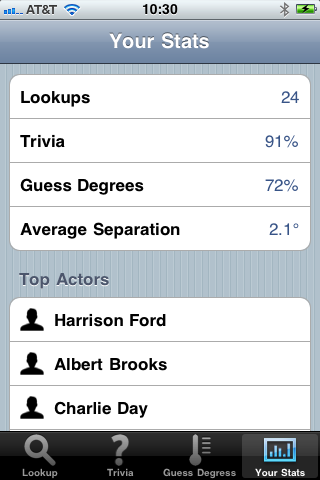 AT&T 10:30
Your Stats
Lookups 24
Trivia 91%
Guess Degrees 72%
Average Separation 2.1°
Top Actors
Harrison Ford
Albert Brooks
Charlie Day
Lookup Trivia Guess Degress Your Stats